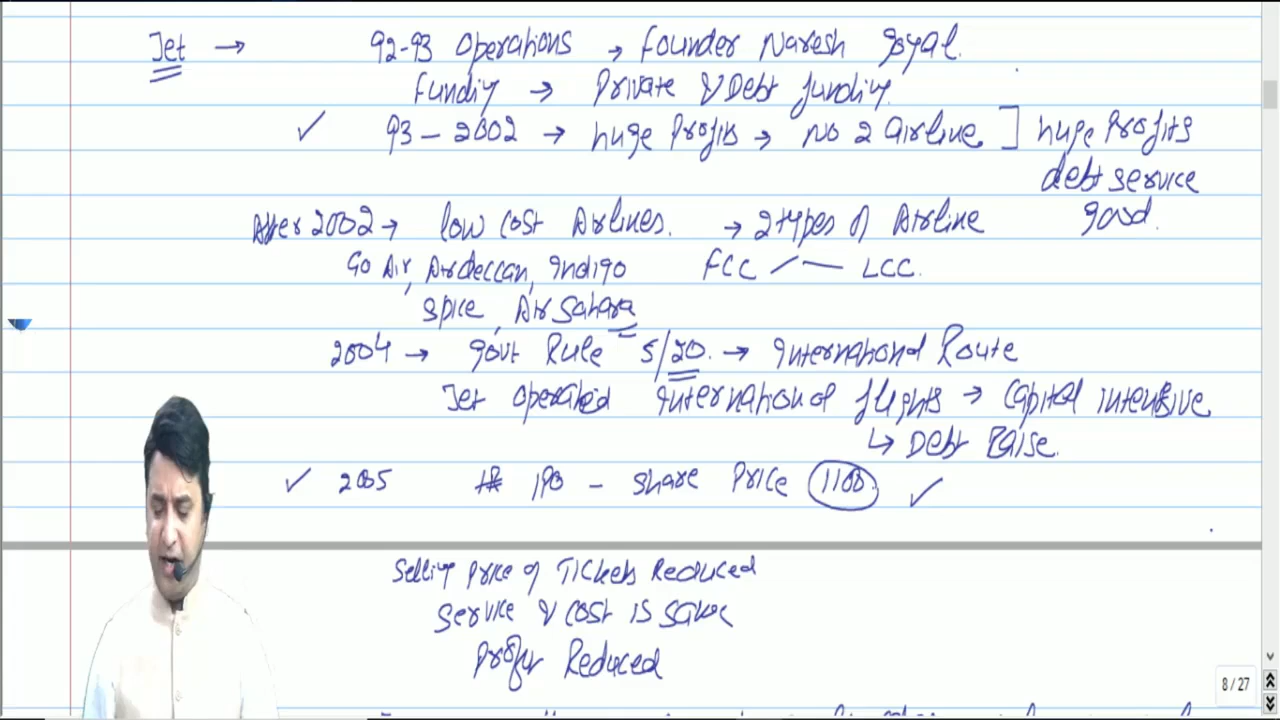 Jet → 92-93 Operations → Founder Naresh Goyal.
Funding → Private & Debt funding.
✓ 93 – 2002 → huge Profits → No 2 Airline ] huge Profits
debt service
good.
After 2002 → low cost Airlines. → 2 types of Airline
Go Air, Airdeccan, Indigo FCC — LCC.
Spice, Air Sahara
2004 → Govt Rule 5/20. → International Route
Jet operated International flights → Capital intensive
↳ Debt Raise.
✓ 2005 IPO – Share Price 1100 ✓
Selling Price of Tickets Reduced
Service & cost is same
Profit Reduced
8 / 27